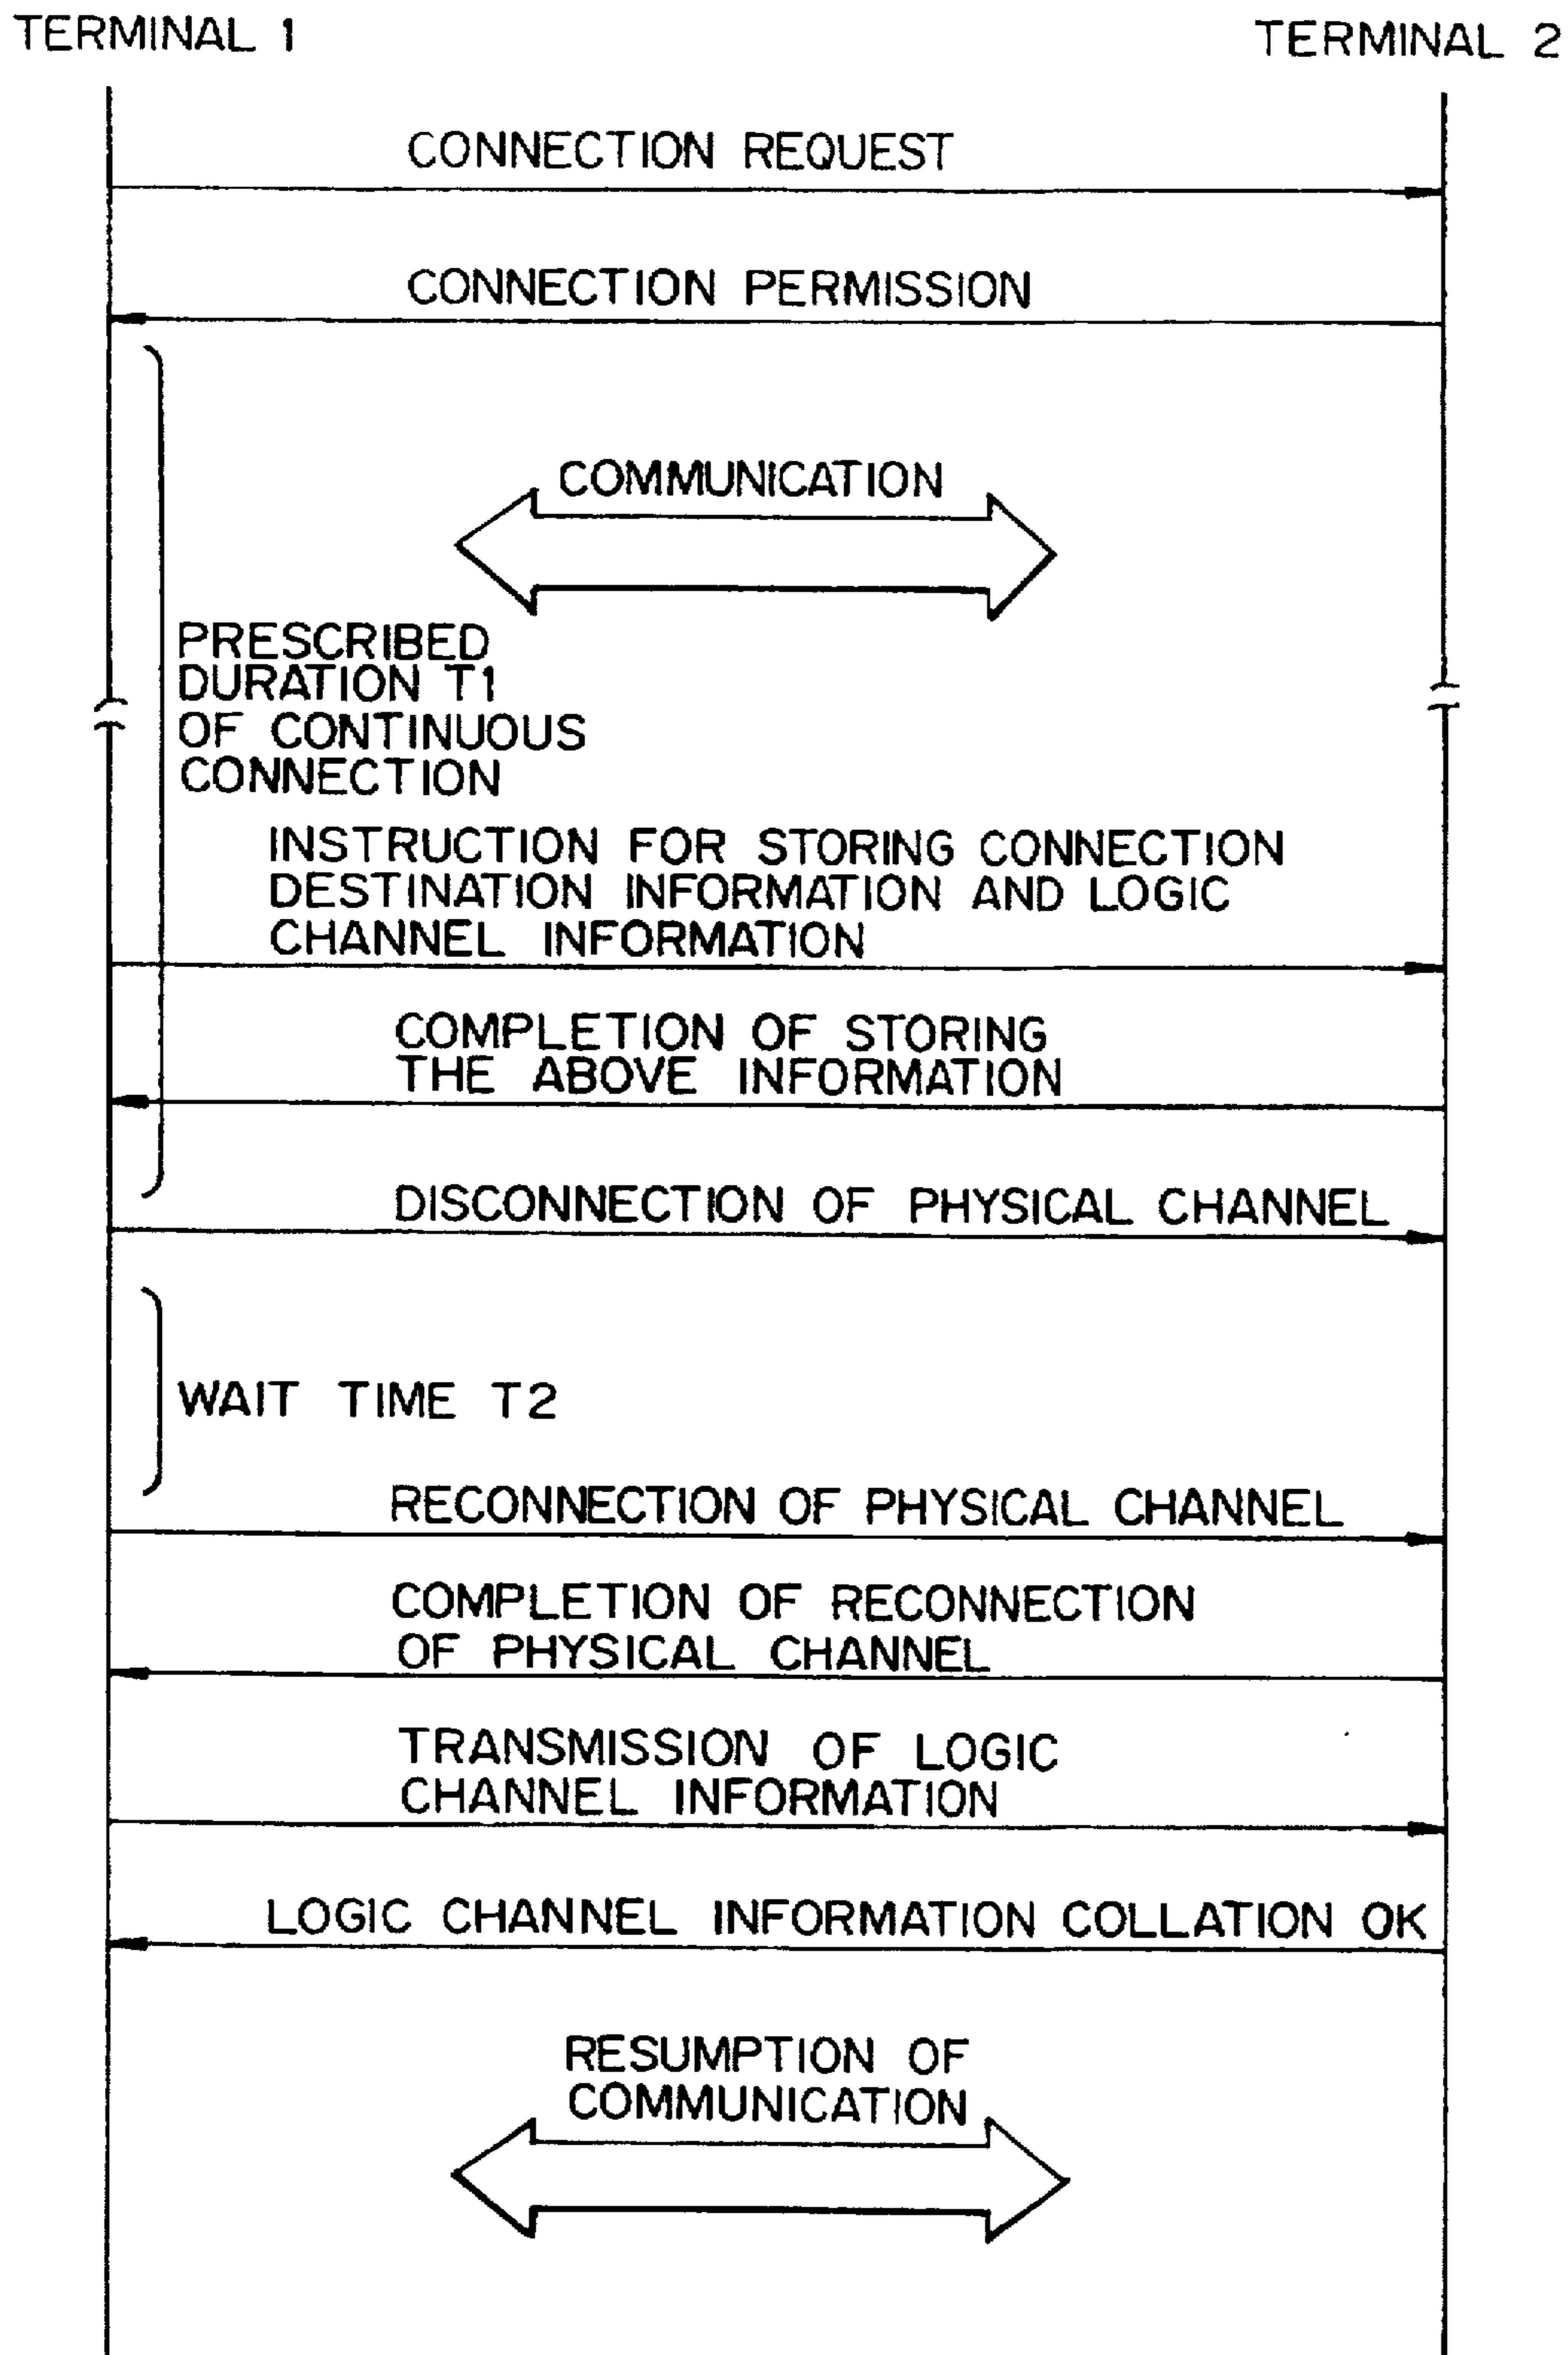 TERMINAL 1
TERMINAL 2
CONNECTION REQUEST
CONNECTION PERMISSION
COMMUNICATION
PRESCRIBED
DURATION T1
OF CONTINUOUS
CONNECTION
INSTRUCTION FOR STORING CONNECTION
DESTINATION INFORMATION AND LOGIC
CHANNEL INFORMATION
COMPLETION OF STORING
THE ABOVE INFORMATION
DISCONNECTION OF PHYSICAL CHANNEL
WAIT TIME T2
RECONNECTION OF PHYSICAL CHANNEL
COMPLETION OF RECONNECTION
OF PHYSICAL CHANNEL
TRANSMISSION OF LOGIC
CHANNEL INFORMATION
LOGIC CHANNEL INFORMATION COLLATION OK
RESUMPTION OF
COMMUNICATION